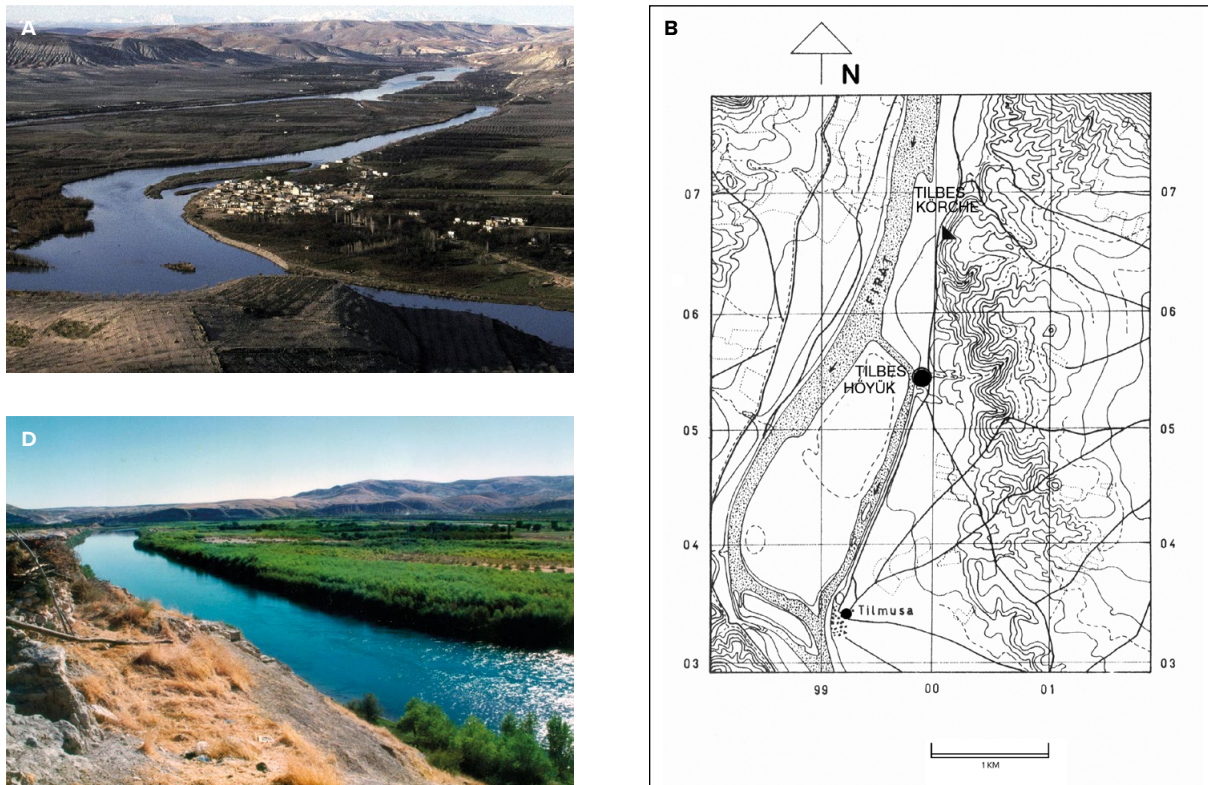 A
B
N
07
TILBES
KÖRCHE
07
FIRAT
06
06
TILBES
HÖYÜK
05
05
04
04
Tilmusa
03
03
99
00
01
1 KM
D